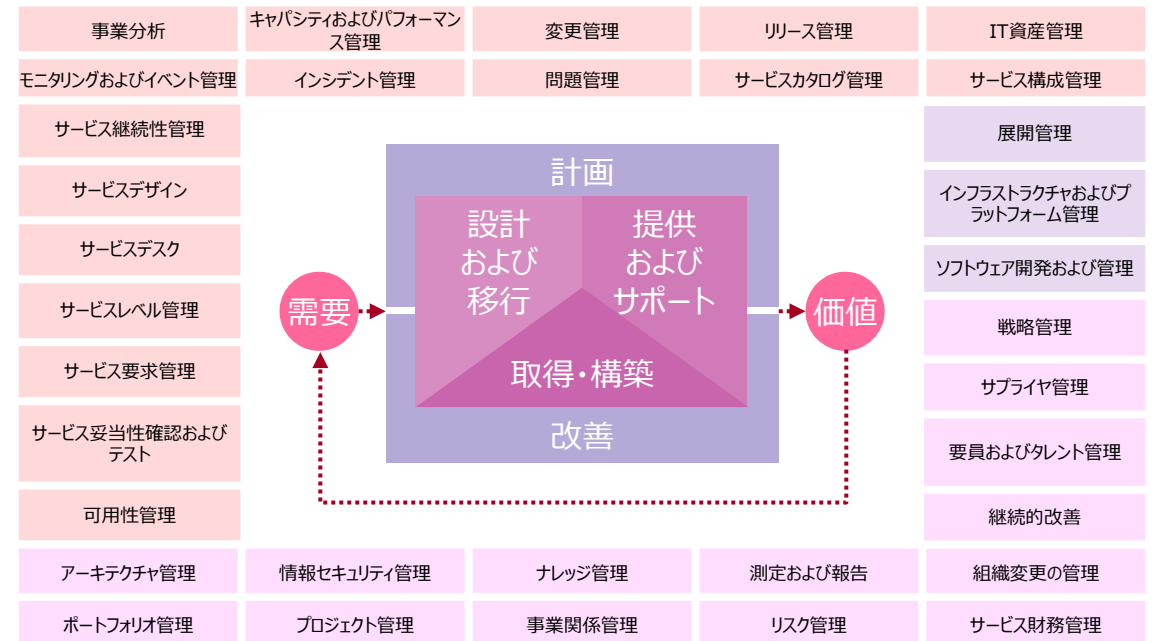 事業分析
キャパシティおよびパフォーマン
ス管理
変更管理
リリース管理
IT資産管理
モニタリングおよびイベント管理
インシデント管理
問題管理
サービスカタログ管理
サービス構成管理
サービス継続性管理
サービスデザイン
サービスデスク
サービスレベル管理
サービス要求管理
サービス妥当性確認および
テスト
可用性管理
需要
計画
設計
および
移行
提供
および
サポート
取得・構築
改善
価値
展開管理
インフラストラクチャおよびプ
ラットフォーム管理
ソフトウェア開発および管理
戦略管理
サプライヤ管理
要員およびタレント管理
継続的改善
アーキテクチャ管理
情報セキュリティ管理
ナレッジ管理
測定および報告
組織変更の管理
ポートフォリオ管理
プロジェクト管理
事業関係管理
リスク管理
サービス財務管理